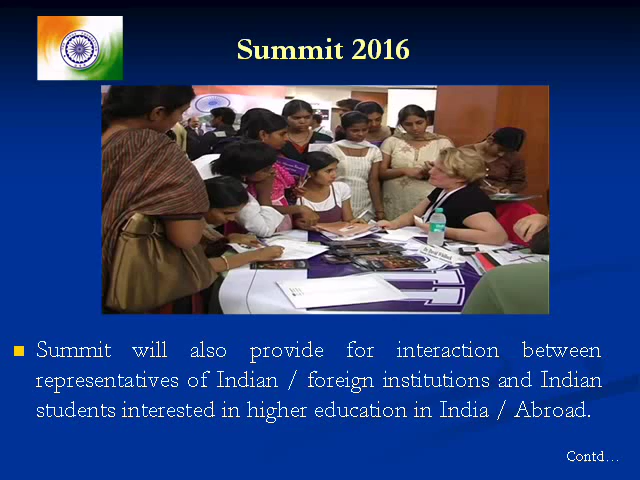 Summit 2016
Summit will also provide for interaction between
representatives of Indian / foreign institutions and Indian
students interested in higher education in India / Abroad.
Contd…